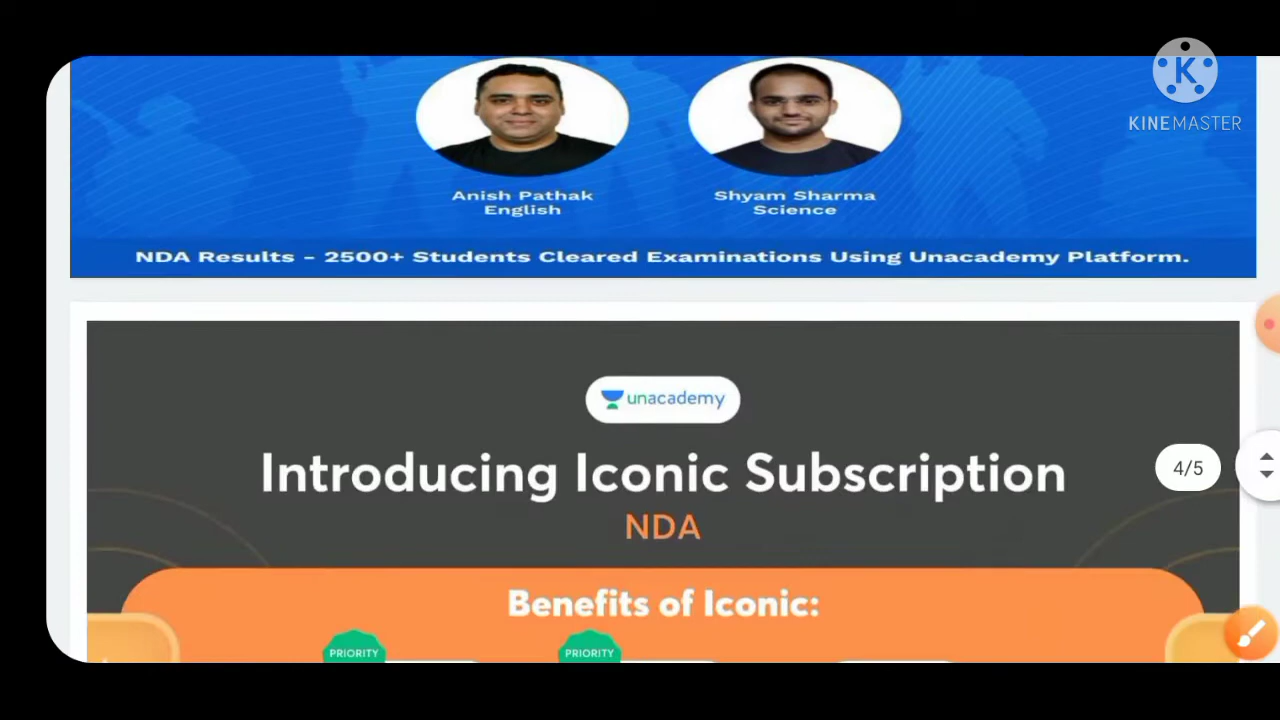 KINEMASTER
Anish Pathak
English
Shyam Sharma
Science
NDA Results - 2500+ Students Cleared Examinations Using Unacademy Platform.
unacademy
Introducing Iconic Subscription
4/5
NDA
Benefits of Iconic:
PRIORITY
PRIORITY